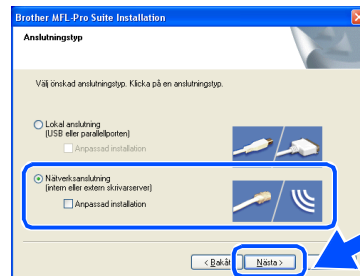 Brother MFL-Pro Suite Installation
Anslutningstyp
Välj önskad anslutningstyp. Klicka på en anslutningstyp.
Lokal anslutning
(USB eller parallellporten)
Anpassad installation
Nätverksanslutning
(intern eller extern skrivarserver)
Anpassad installation
< Bakåt
Nästa >